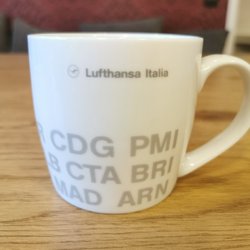 Lufthansa Italia
R CDG PMI
B CTA BRI
MAD ARN